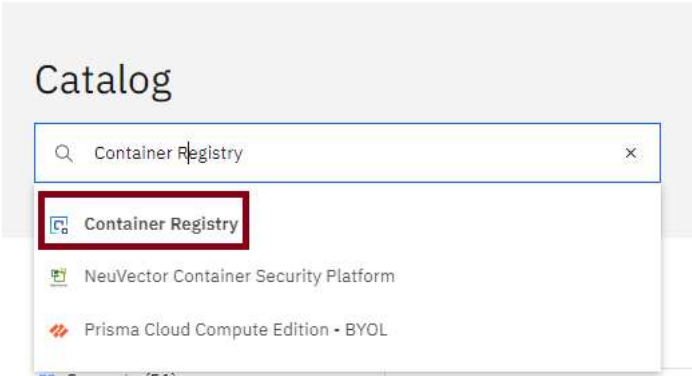 Catalog
Container Registry
Container Registry
NeuVector Container Security Platform
Prisma Cloud Compute Edition - BYOL